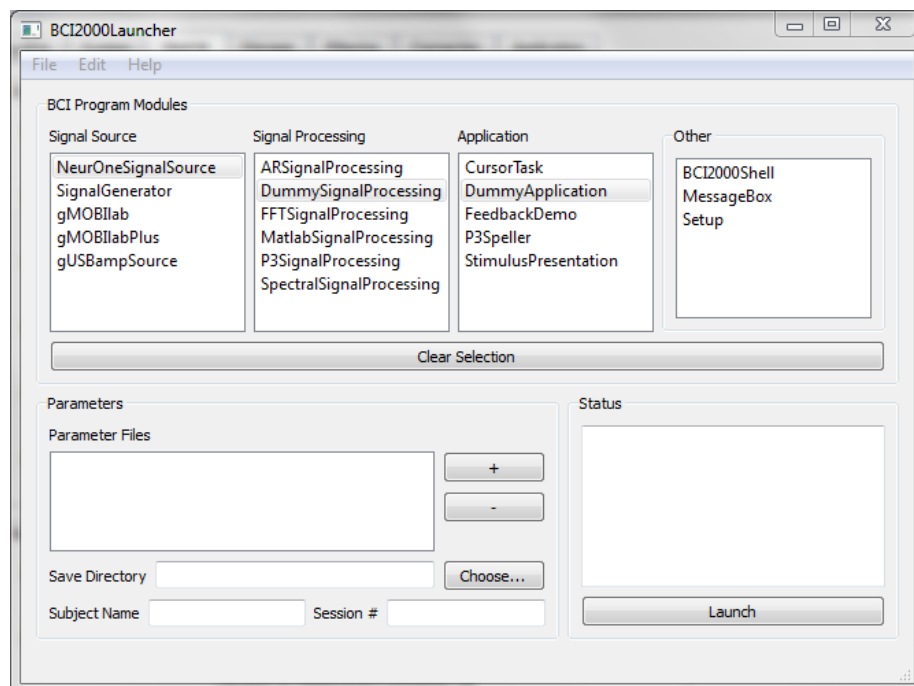 BCI2000Launcher
File Edit Help
BCI Program Modules
Signal Source
NeurOneSignalSource
SignalGenerator
gMOBIlab
gMOBIlabPlus
gUSBampSource
Signal Processing
ARSignalProcessing
DummySignalProcessing
FFTSignalProcessing
MatlabSignalProcessing
P3SignalProcessing
SpectralSignalProcessing
Application
CursorTask
DummyApplication
FeedbackDemo
P3Speller
StimulusPresentation
Other
BCI2000Shell
MessageBox
Setup
Clear Selection
Parameters
Parameter Files
+
-
Save Directory
Choose...
Subject Name
Session #
Status
Launch